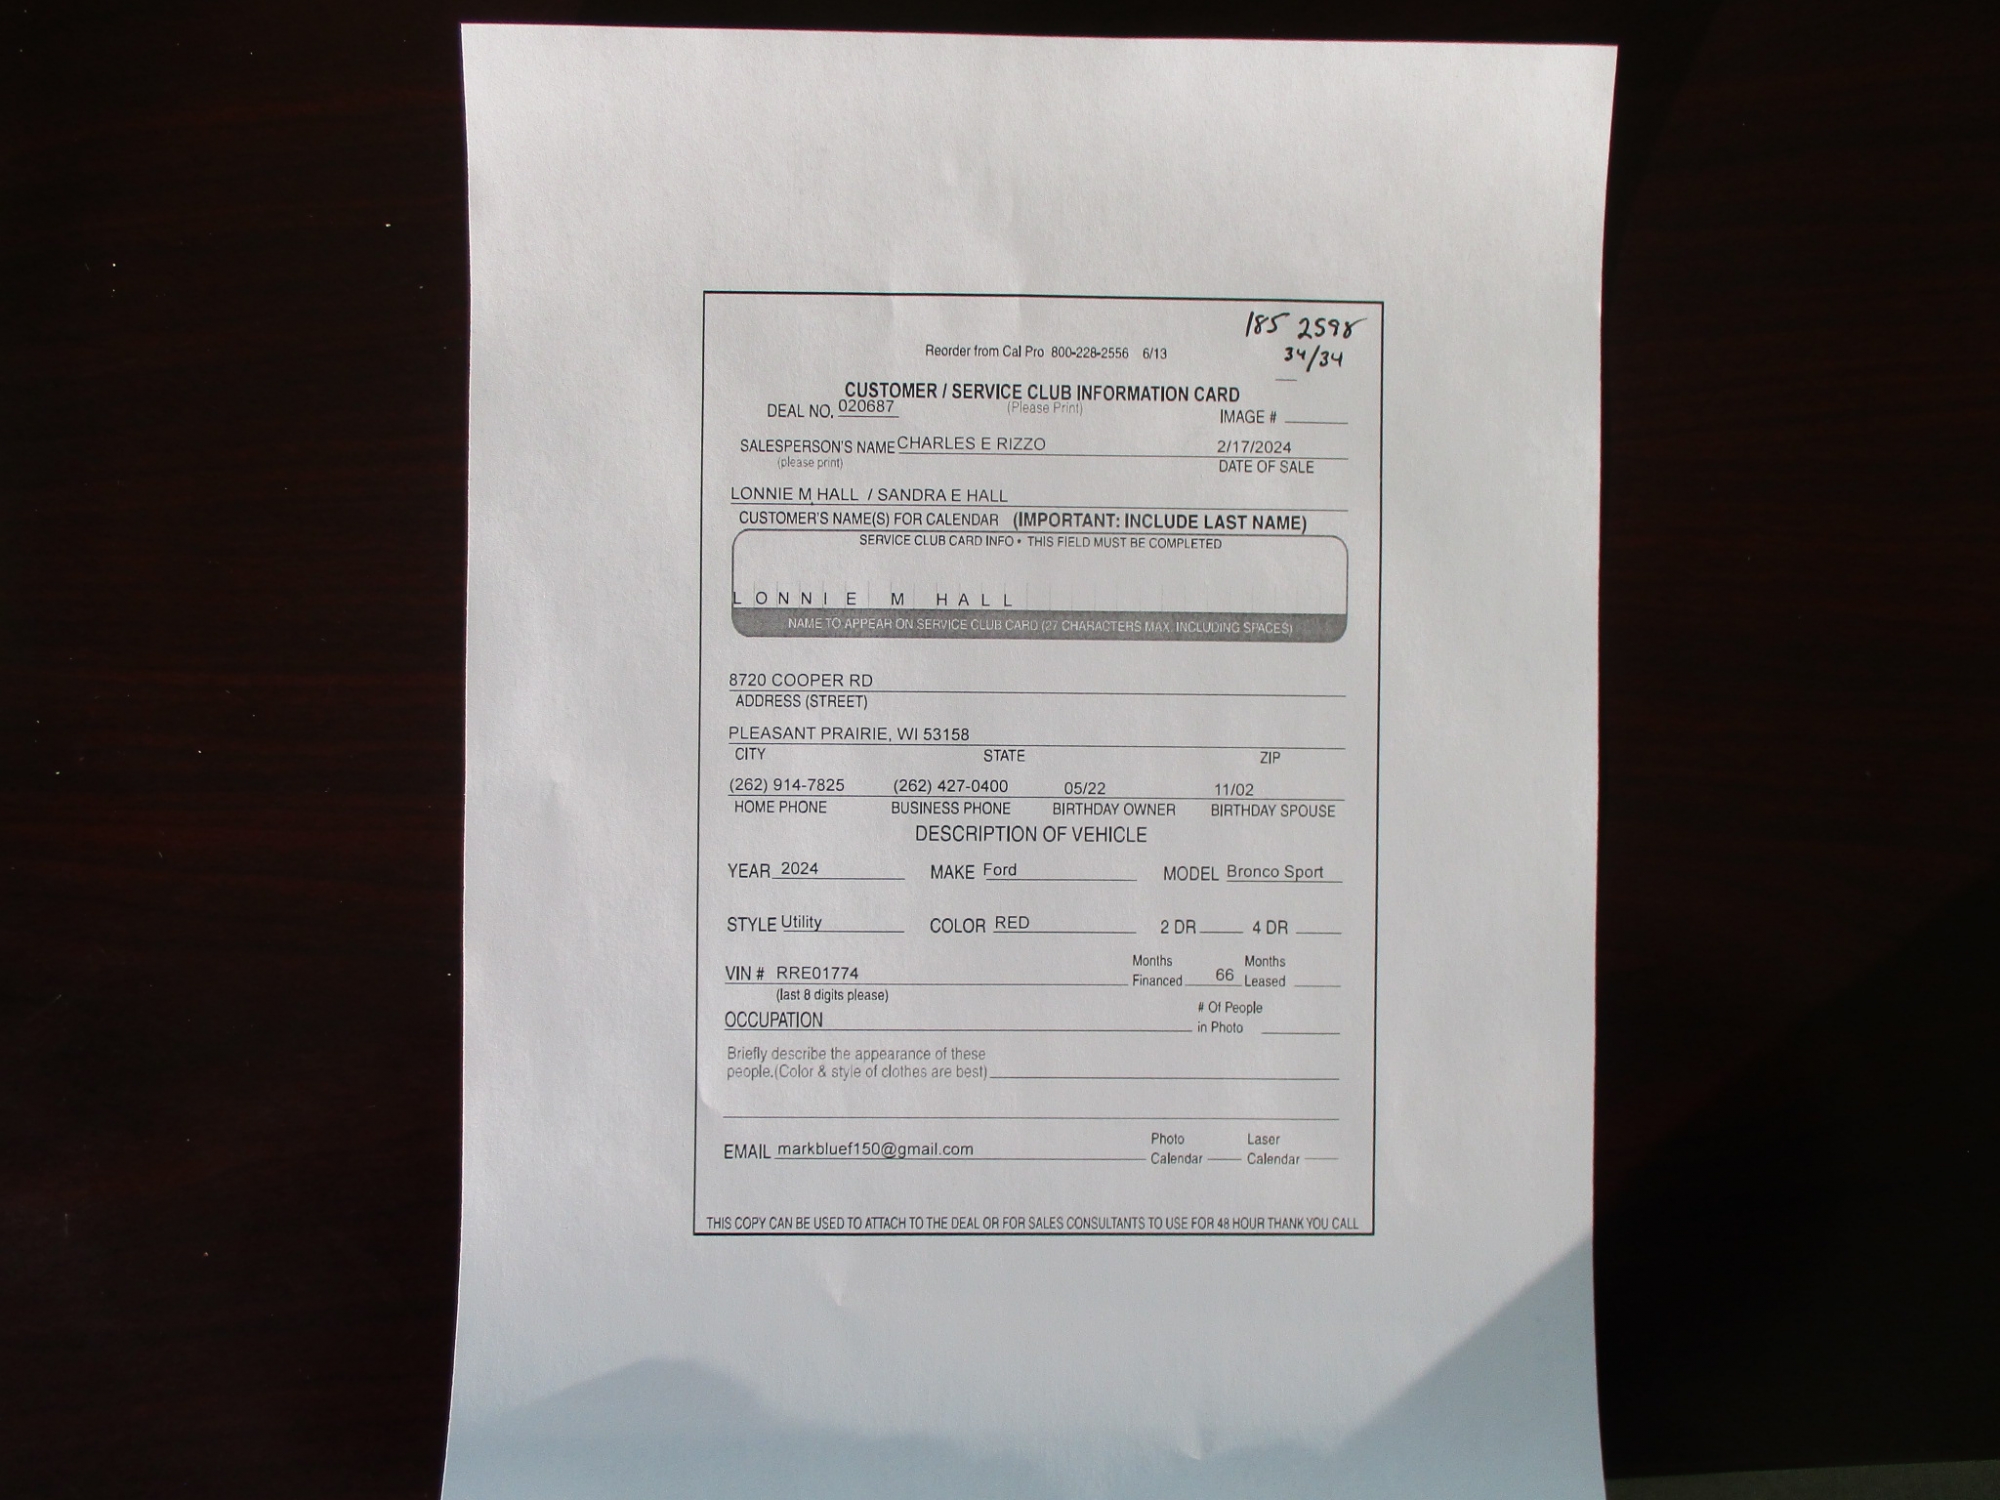 185 2598
34/34
Reorder from Cal Pro 800-228-2556 6/13
CUSTOMER / SERVICE CLUB INFORMATION CARD
DEAL NO. 020687 (Please Print) IMAGE #
SALESPERSON'S NAME CHARLES E RIZZO 2/17/2024
(please print) DATE OF SALE
LONNIE M HALL / SANDRA E HALL
CUSTOMER'S NAME(S) FOR CALENDAR (IMPORTANT: INCLUDE LAST NAME)
SERVICE CLUB CARD INFO • THIS FIELD MUST BE COMPLETED
LONNIE M HALL
NAME TO APPEAR ON SERVICE CLUB CARD (27 CHARACTERS MAX. INCLUDING SPACES)
8720 COOPER RD
ADDRESS (STREET)
PLEASANT PRAIRIE, WI 53158
CITY STATE ZIP
(262) 914-7825 (262) 427-0400 05/22 11/02
HOME PHONE BUSINESS PHONE BIRTHDAY OWNER BIRTHDAY SPOUSE
DESCRIPTION OF VEHICLE
YEAR 2024 MAKE Ford MODEL Bronco Sport
STYLE Utility COLOR RED 2 DR 4 DR
Months Months
VIN # RRE01774 Financed 66 Leased
(last 8 digits please)
# Of People
OCCUPATION in Photo
Briefly describe the appearance of these
people.(Color & style of clothes are best)
Photo Laser
EMAIL markbluef150@gmail.com Calendar Calendar
THIS COPY CAN BE USED TO ATTACH TO THE DEAL OR FOR SALES CONSULTANTS TO USE FOR 48 HOUR THANK YOU CALL